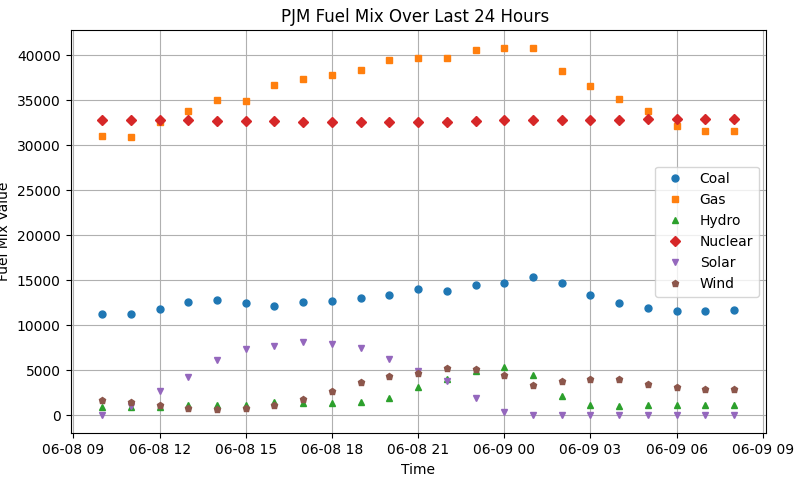 PJM Fuel Mix Over Last 24 Hours
40000
35000
30000
25000
20000
15000
10000
5000
0
Fuel Mix Value
Coal
Gas
Hydro
Nuclear
Solar
Wind
06-08 09 06-08 12 06-08 15 06-08 18 06-08 21 06-09 00 06-09 03 06-09 06 06-09 09
Time